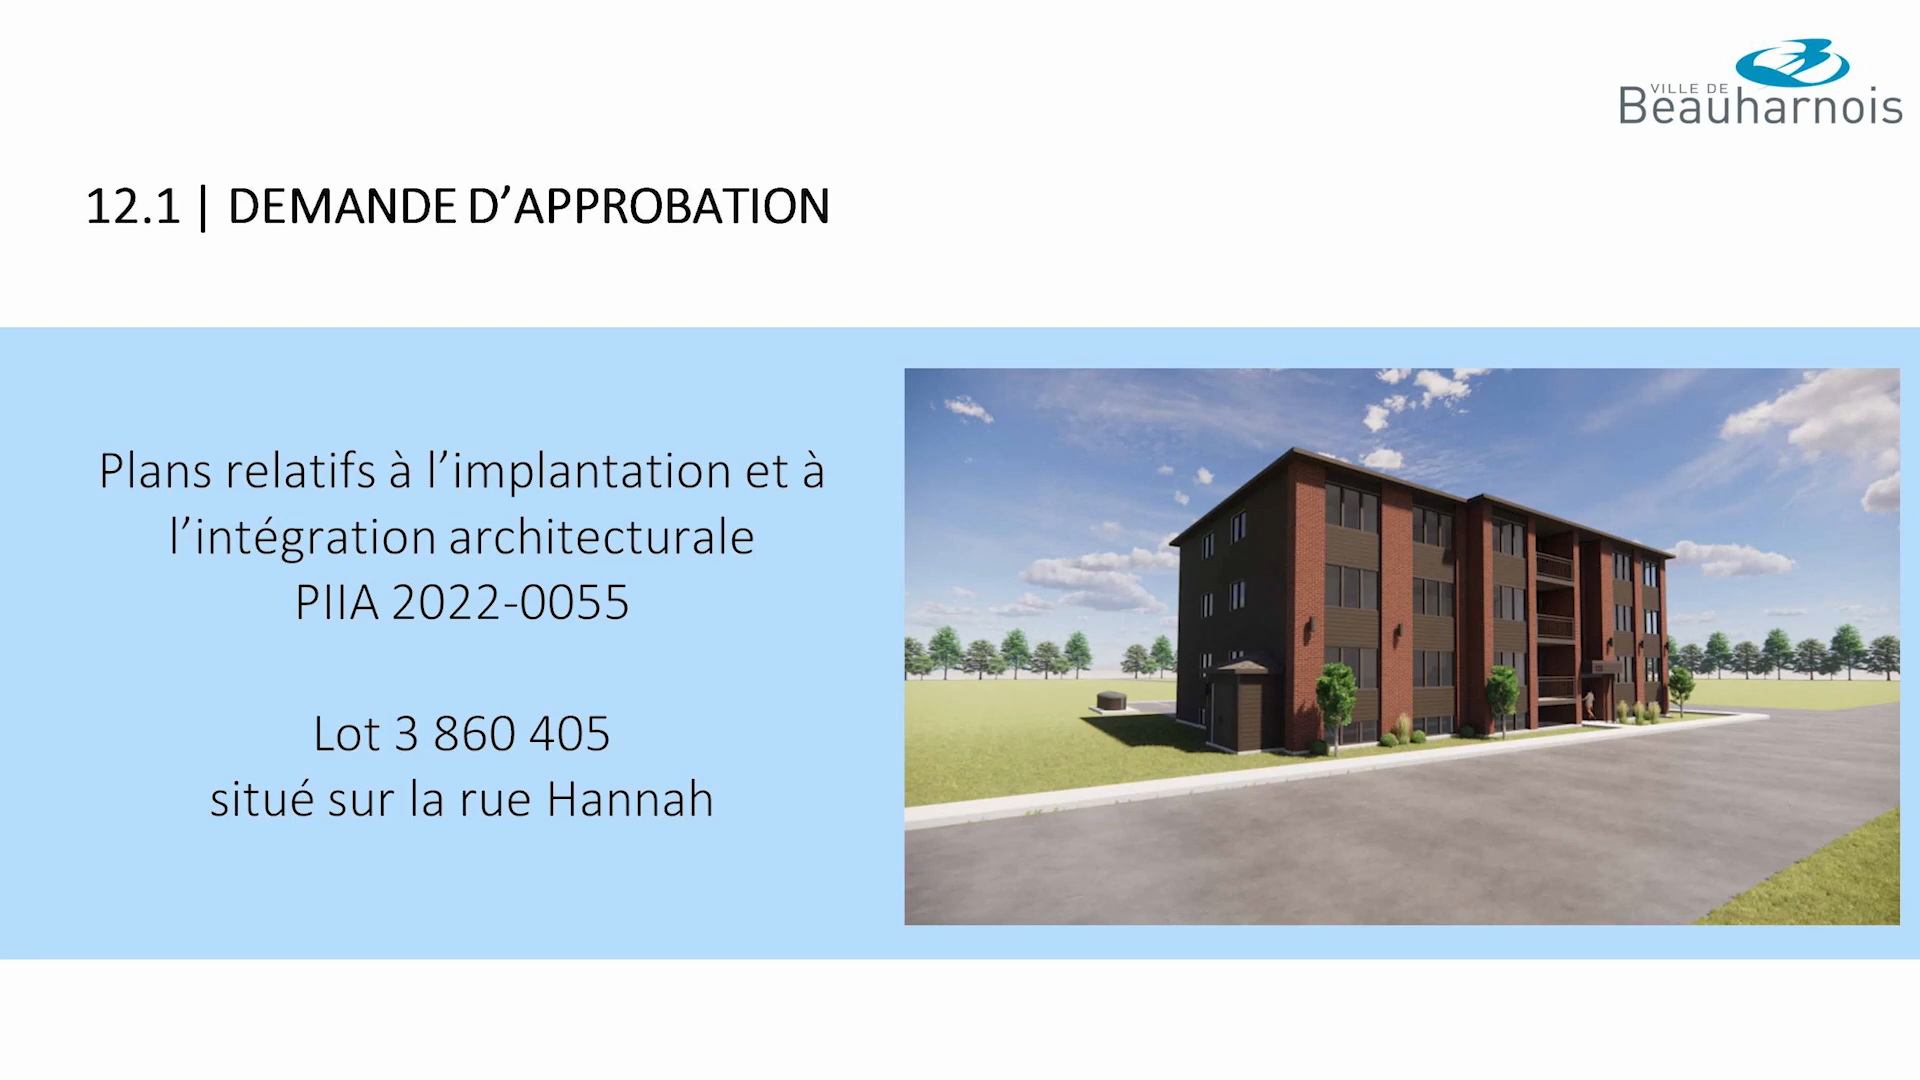 VILLE DE
Beauharnois
12.1 | DEMANDE D’APPROBATION
Plans relatifs à l’implantation et à
l’intégration architecturale
PIIA 2022-0055
Lot 3 860 405
situé sur la rue Hannah